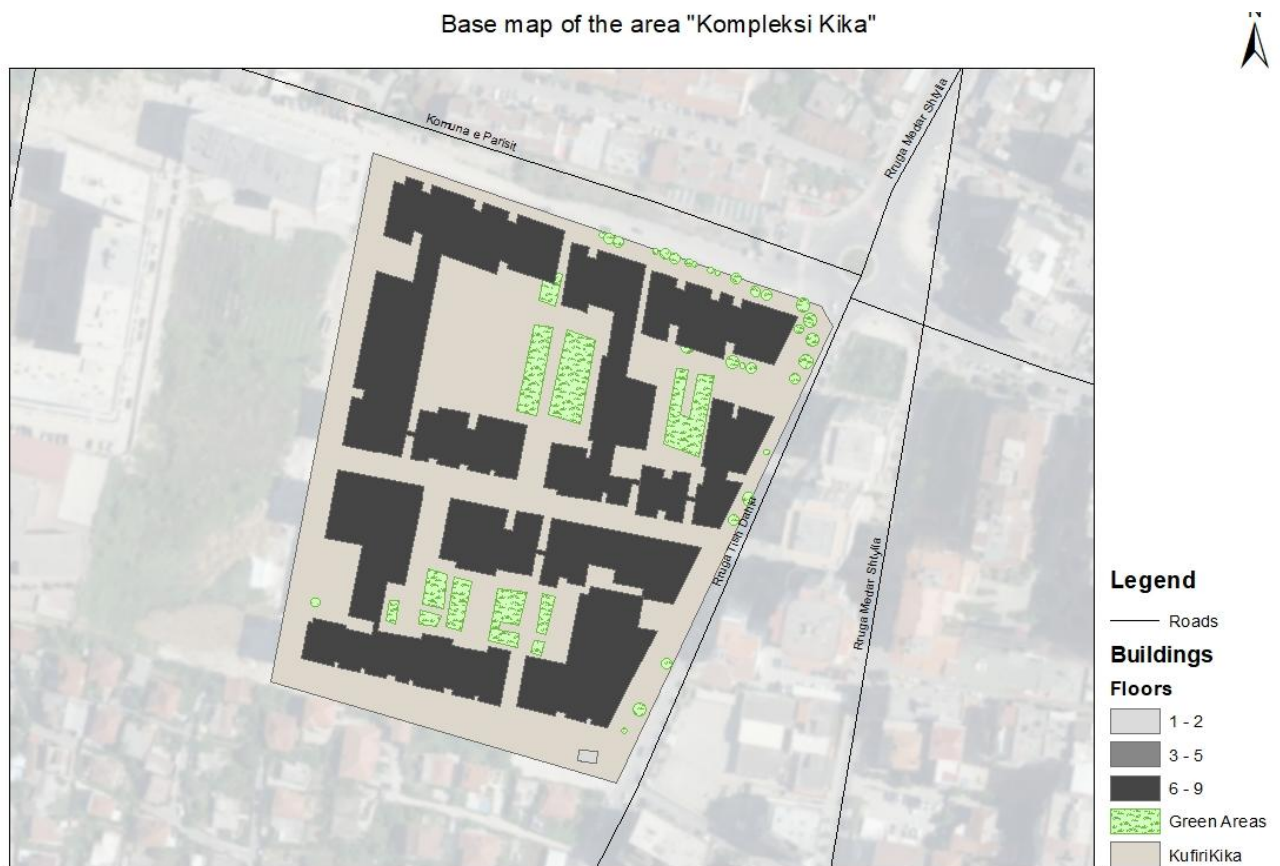 Base map of the area "Kompleksi Kika"
N
Komuna e Parisit
Rruga Medar Shtylla
Rruga Tish Dahia
Rruga Medar Shtylla
Legend
Roads
Buildings
Floors
1 - 2
3 - 5
6 - 9
Green Areas
KufiriKika